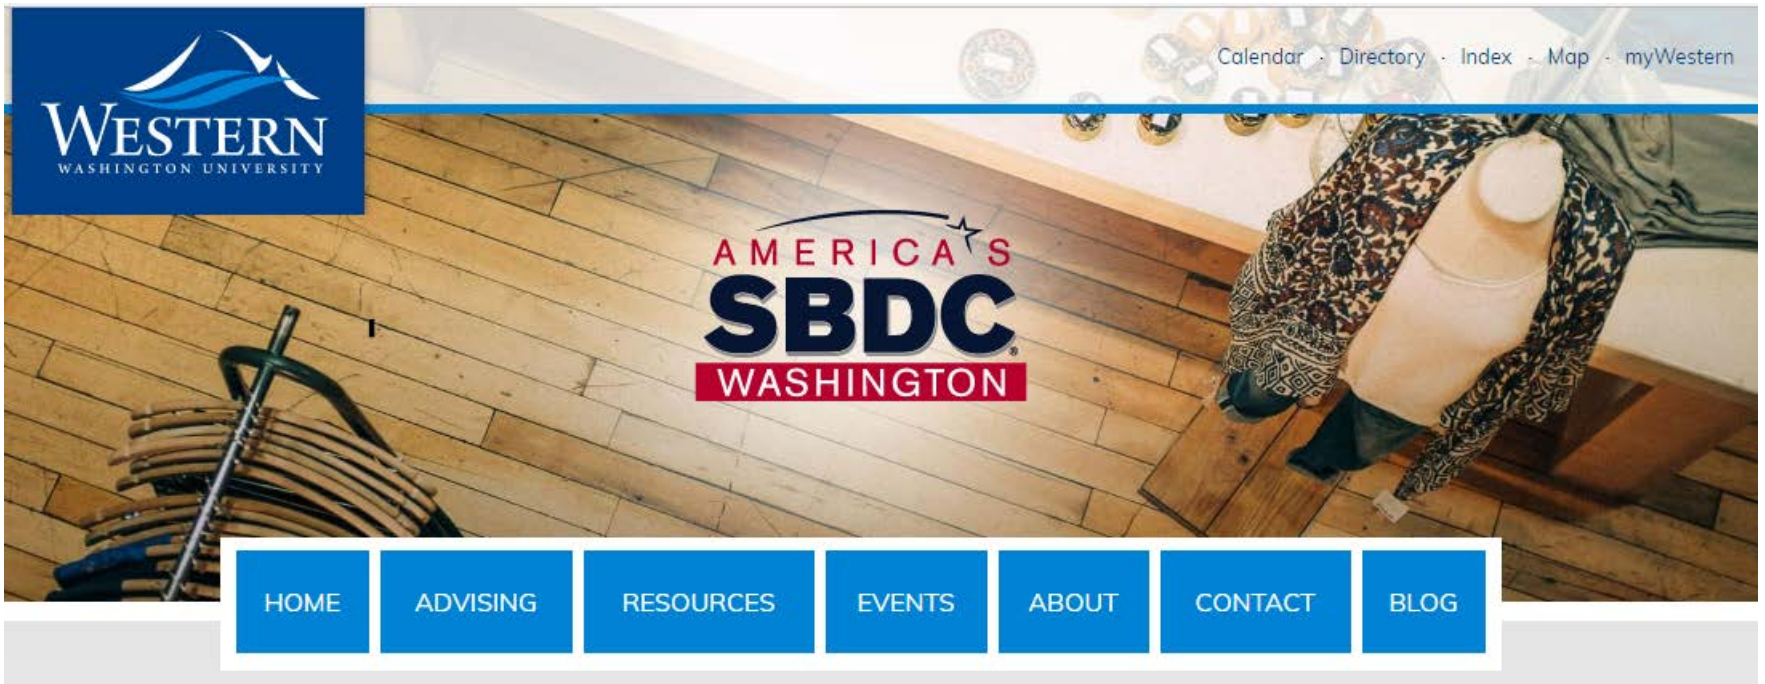 WESTERN
WASHINGTON UNIVERSITY
Calendar · Directory · Index · Map · myWestern
AMERICA'S
SBDC®
WASHINGTON
HOME ADVISING RESOURCES EVENTS ABOUT CONTACT BLOG